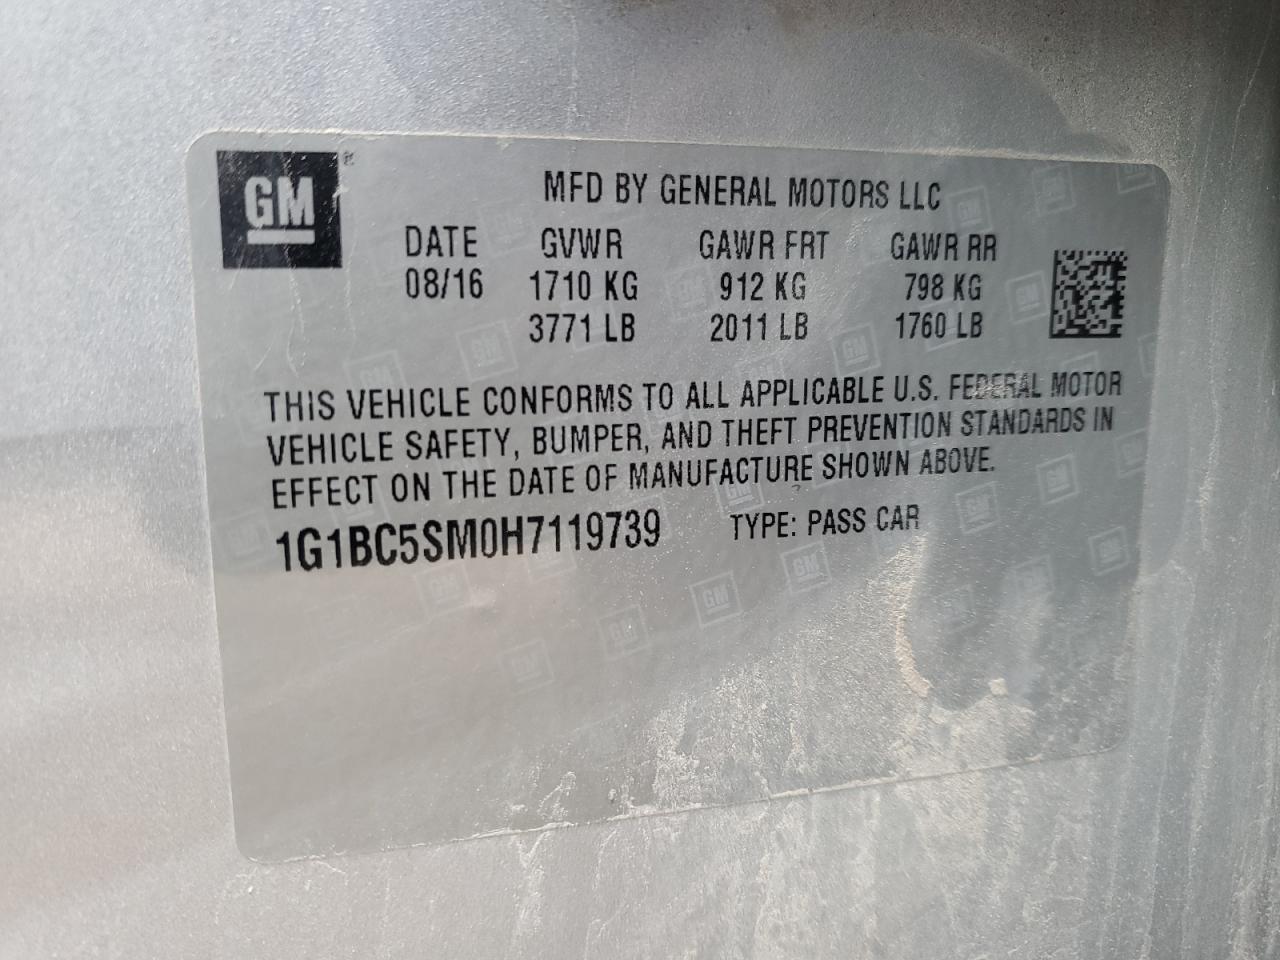 GM
MFD BY GENERAL MOTORS LLC
DATE GVWR GAWR FRT GAWR RR
08/16 1710 KG 912 KG 798 KG
3771 LB 2011 LB 1760 LB
THIS VEHICLE CONFORMS TO ALL APPLICABLE U.S. FEDERAL MOTOR
VEHICLE SAFETY, BUMPER, AND THEFT PREVENTION STANDARDS IN
EFFECT ON THE DATE OF MANUFACTURE SHOWN ABOVE.
1G1BC5SM0H7119739 TYPE: PASS CAR